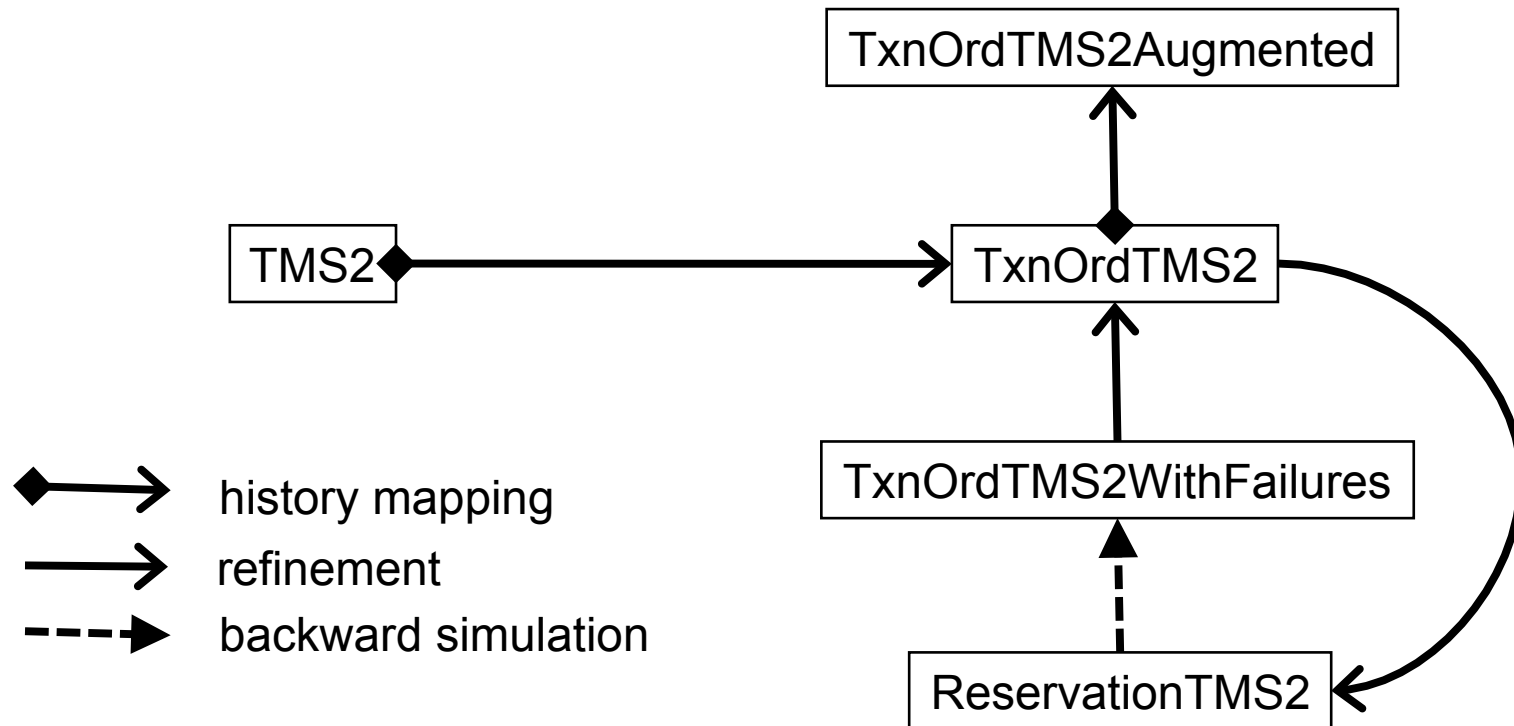 TxnOrdTMS2Augmented
TMS2
TxnOrdTMS2
TxnOrdTMS2WithFailures
history mapping
refinement
backward simulation
ReservationTMS2